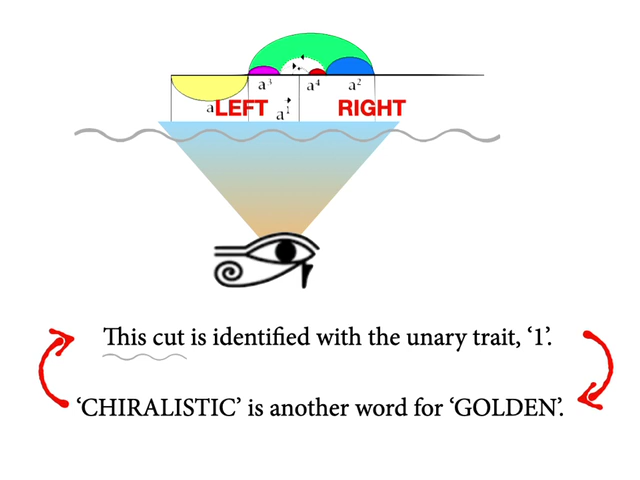 a³ a⁴ a²
a LEFT RIGHT
This cut is identified with the unary trait, ‘1’.
‘CHIRALISTIC’ is another word for ‘GOLDEN’.